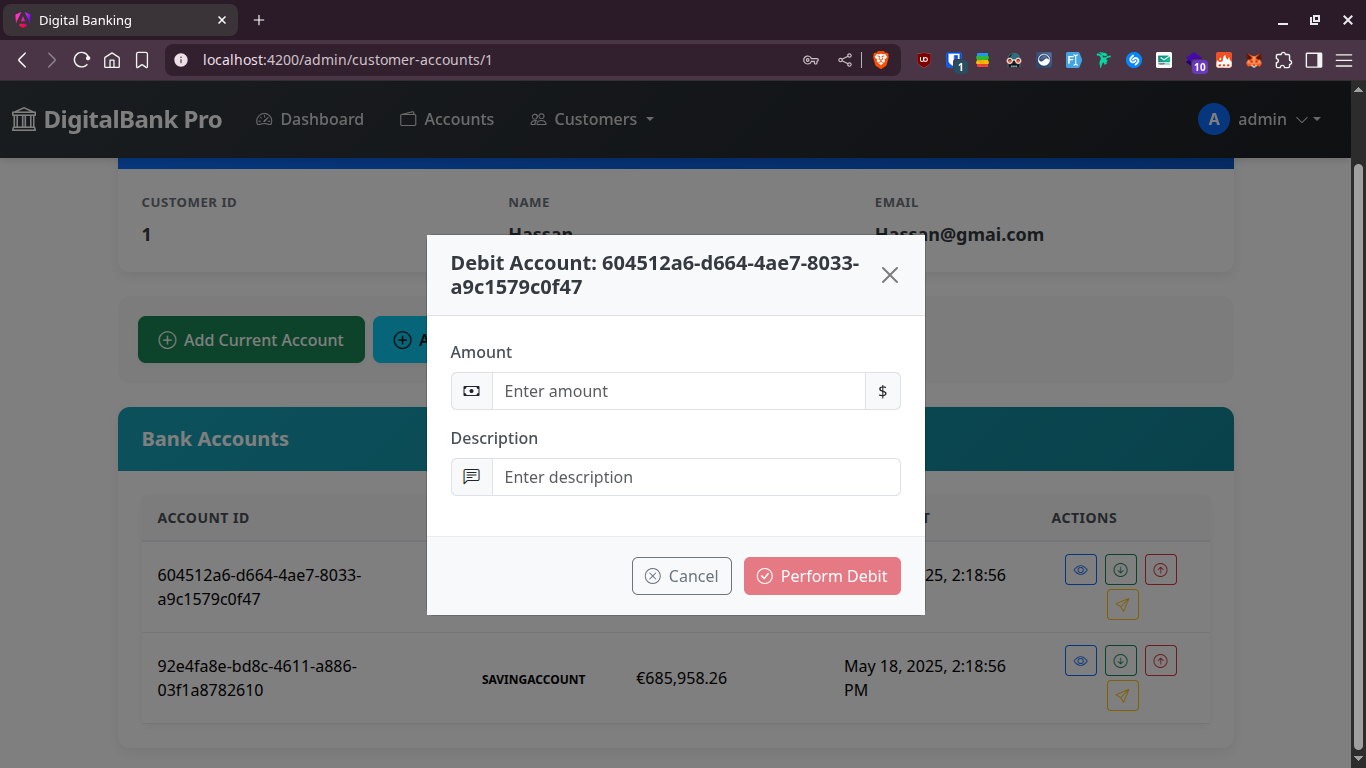 Digital Banking
localhost:4200/admin/customer-accounts/1
1
10
DigitalBank Pro
Dashboard
Accounts
Customers
A
admin
CUSTOMER ID
NAME
EMAIL
1
Hassan
Hassan@gmai.com
Debit Account: 604512a6-d664-4ae7-8033-
a9c1579c0f47
Add Current Account
A
Amount
Enter amount
$
Description
Enter description
Cancel
Perform Debit
Bank Accounts
ACCOUNT ID
T
ACTIONS
604512a6-d664-4ae7-8033-
a9c1579c0f47
25, 2:18:56
92e4fa8e-bd8c-4611-a886-
03f1a8782610
SAVINGACCOUNT
€685,958.26
May 18, 2025, 2:18:56
PM